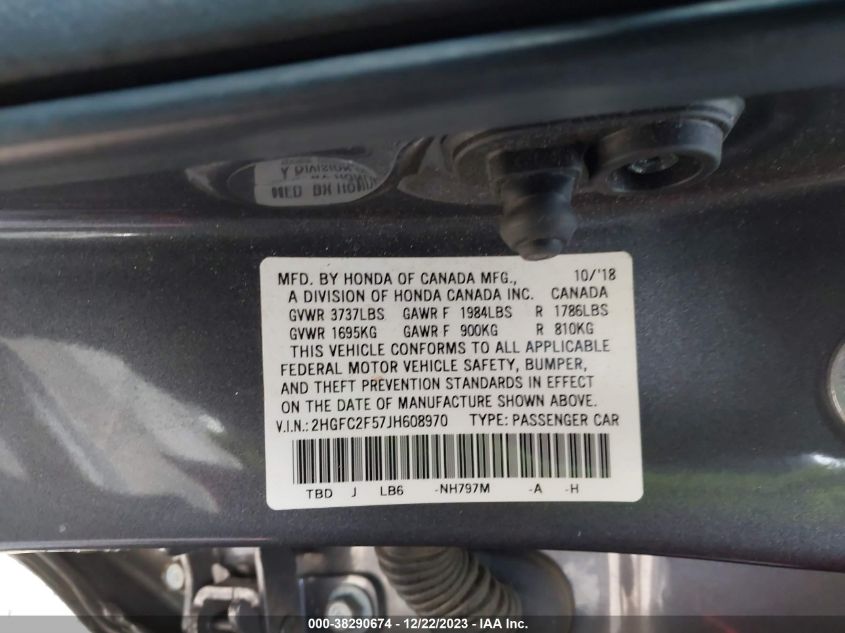 Y DIVISION
BY HON
MFD. BY HONDA OF CANADA MFG., 10/'18
A DIVISION OF HONDA CANADA INC. CANADA
GVWR 3737LBS GAWR F 1984LBS R 1786LBS
GVWR 1695KG GAWR F 900KG R 810KG
THIS VEHICLE CONFORMS TO ALL APPLICABLE
FEDERAL MOTOR VEHICLE SAFETY, BUMPER,
AND THEFT PREVENTION STANDARDS IN EFFECT
ON THE DATE OF MANUFACTURE SHOWN ABOVE.
V.I.N.: 2HGFC2F57JH608970 TYPE: PASSENGER CAR
TBD J LB6 -NH797M -A -H
000-38290674 - 12/22/2023 - IAA Inc.